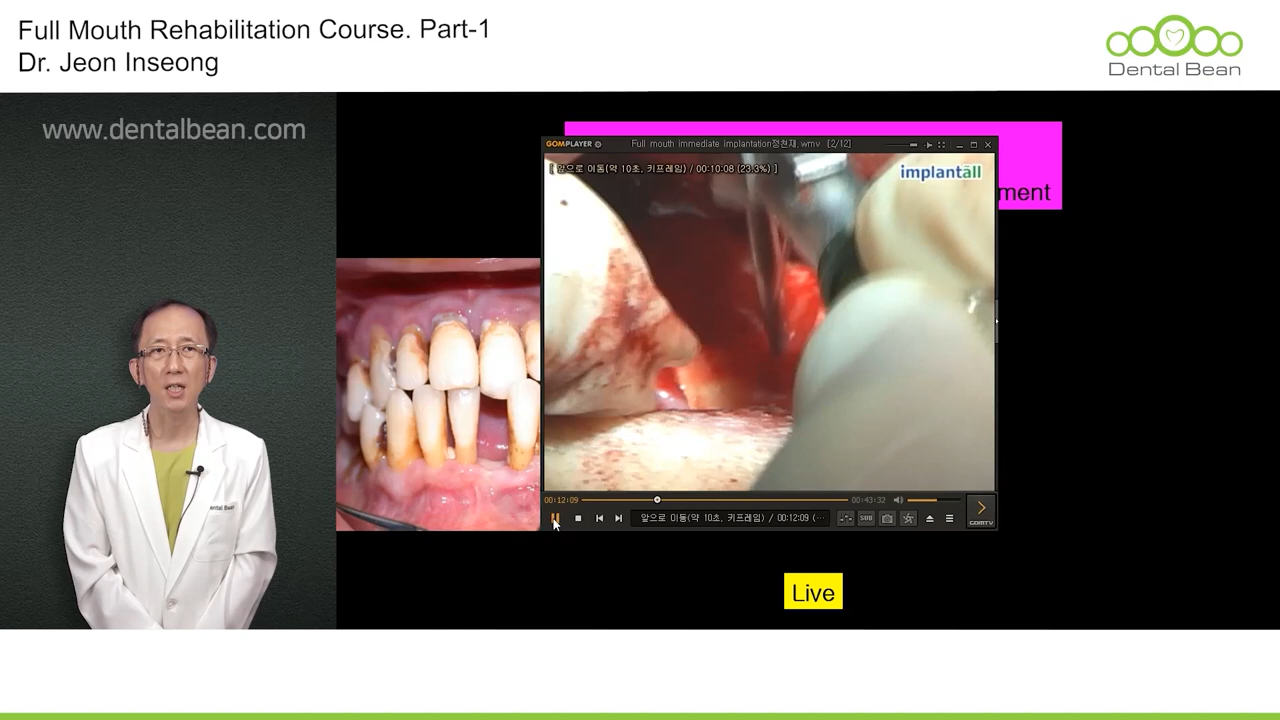 Full Mouth Rehabilitation Course. Part-1
Dr. Jeon Inseong
Dental Bean
www.dentalbean.com
GOMPLAYER
Full mouth immediate implantation정천재.wmv [2/12]
[ 앞으로 이동(약 10초, 키프레임) / 00:10:08 (23.3%) ]
implantall
ment
ental Bean
00:12:09
00:43:32
앞으로 이동(약 10초, 키프레임) / 00:12:09 (…
SUB
GOMTV
Live